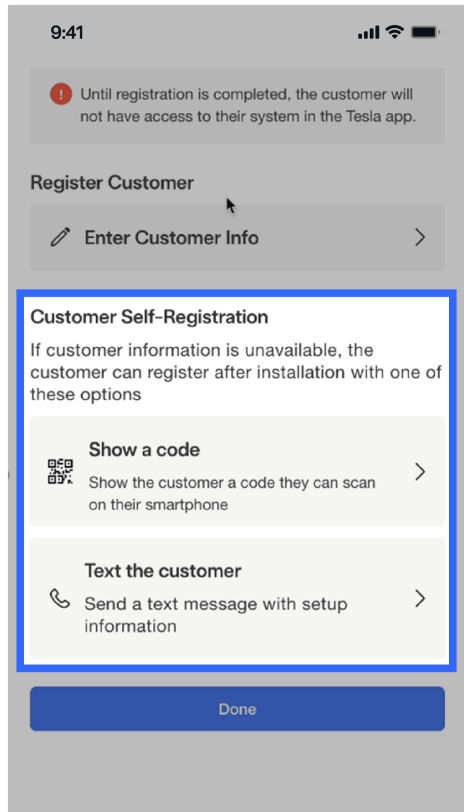 9:41
Until registration is completed, the customer will
not have access to their system in the Tesla app.
Register Customer
Enter Customer Info
Customer Self-Registration
If customer information is unavailable, the
customer can register after installation with one of
these options
Show a code
Show the customer a code they can scan
on their smartphone
Text the customer
Send a text message with setup
information
Done